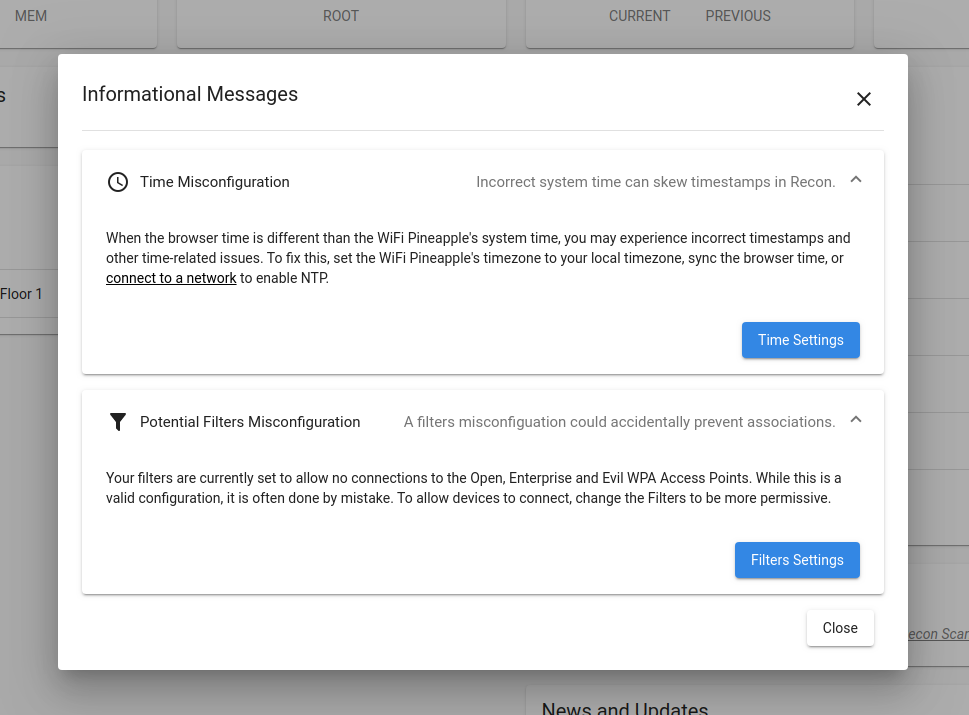 MEM
ROOT
CURRENT PREVIOUS
s
Informational Messages
Time Misconfiguration
Incorrect system time can skew timestamps in Recon.
When the browser time is different than the WiFi Pineapple's system time, you may experience incorrect timestamps and
other time-related issues. To fix this, set the WiFi Pineapple's timezone to your local timezone, sync the browser time, or
connect to a network to enable NTP.
Floor 1
Time Settings
Potential Filters Misconfiguration
A filters misconfiguation could accidentally prevent associations.
Your filters are currently set to allow no connections to the Open, Enterprise and Evil WPA Access Points. While this is a
valid configuration, it is often done by mistake. To allow devices to connect, change the Filters to be more permissive.
Filters Settings
Close
econ Scan
News and Updates